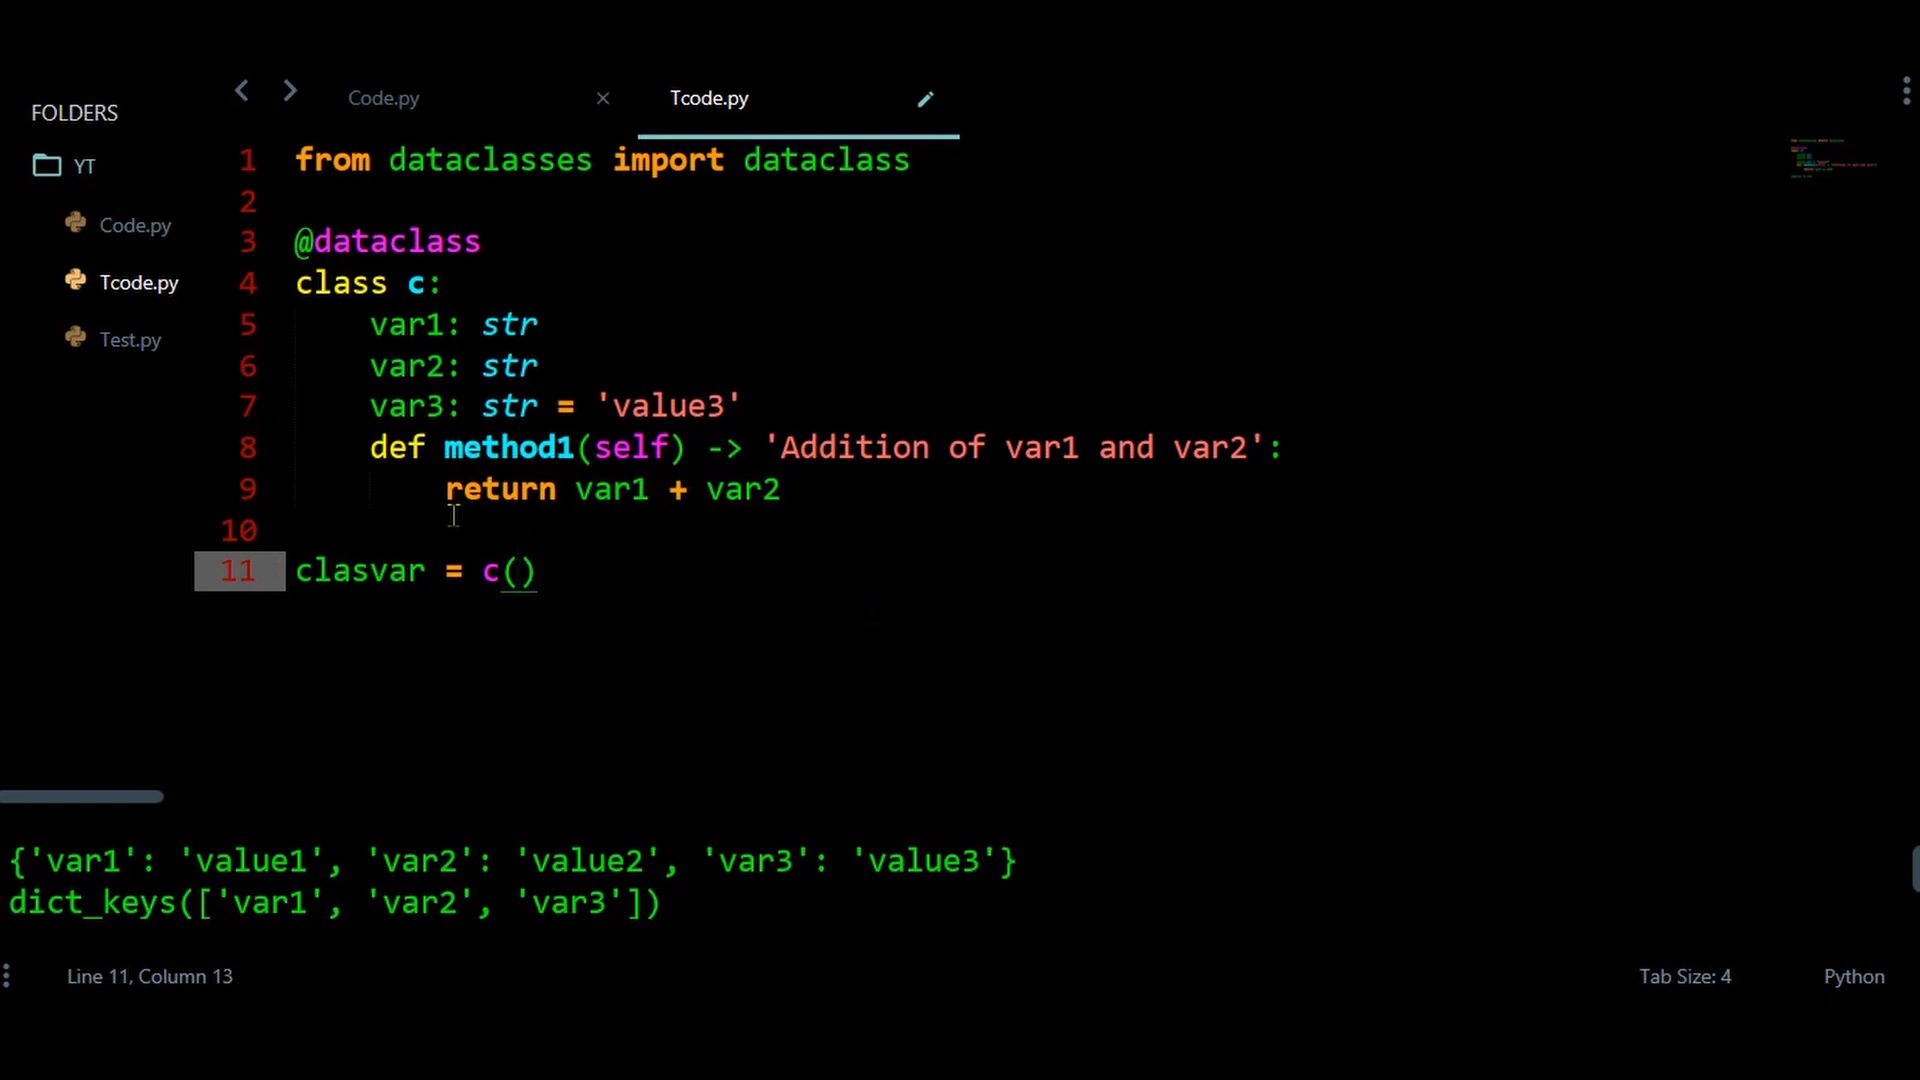 FOLDERS
YT
Code.py
Tcode.py
Test.py
Code.py ×
Tcode.py
1 from dataclasses import dataclass
2
3 @dataclass
4 class c:
5 var1: str
6 var2: str
7 var3: str = 'value3'
8 def method1(self) -> 'Addition of var1 and var2':
9 return var1 + var2
10
11 clasvar = c()
{'var1': 'value1', 'var2': 'value2', 'var3': 'value3'}
dict_keys(['var1', 'var2', 'var3'])
Line 11, Column 13
Tab Size: 4
Python